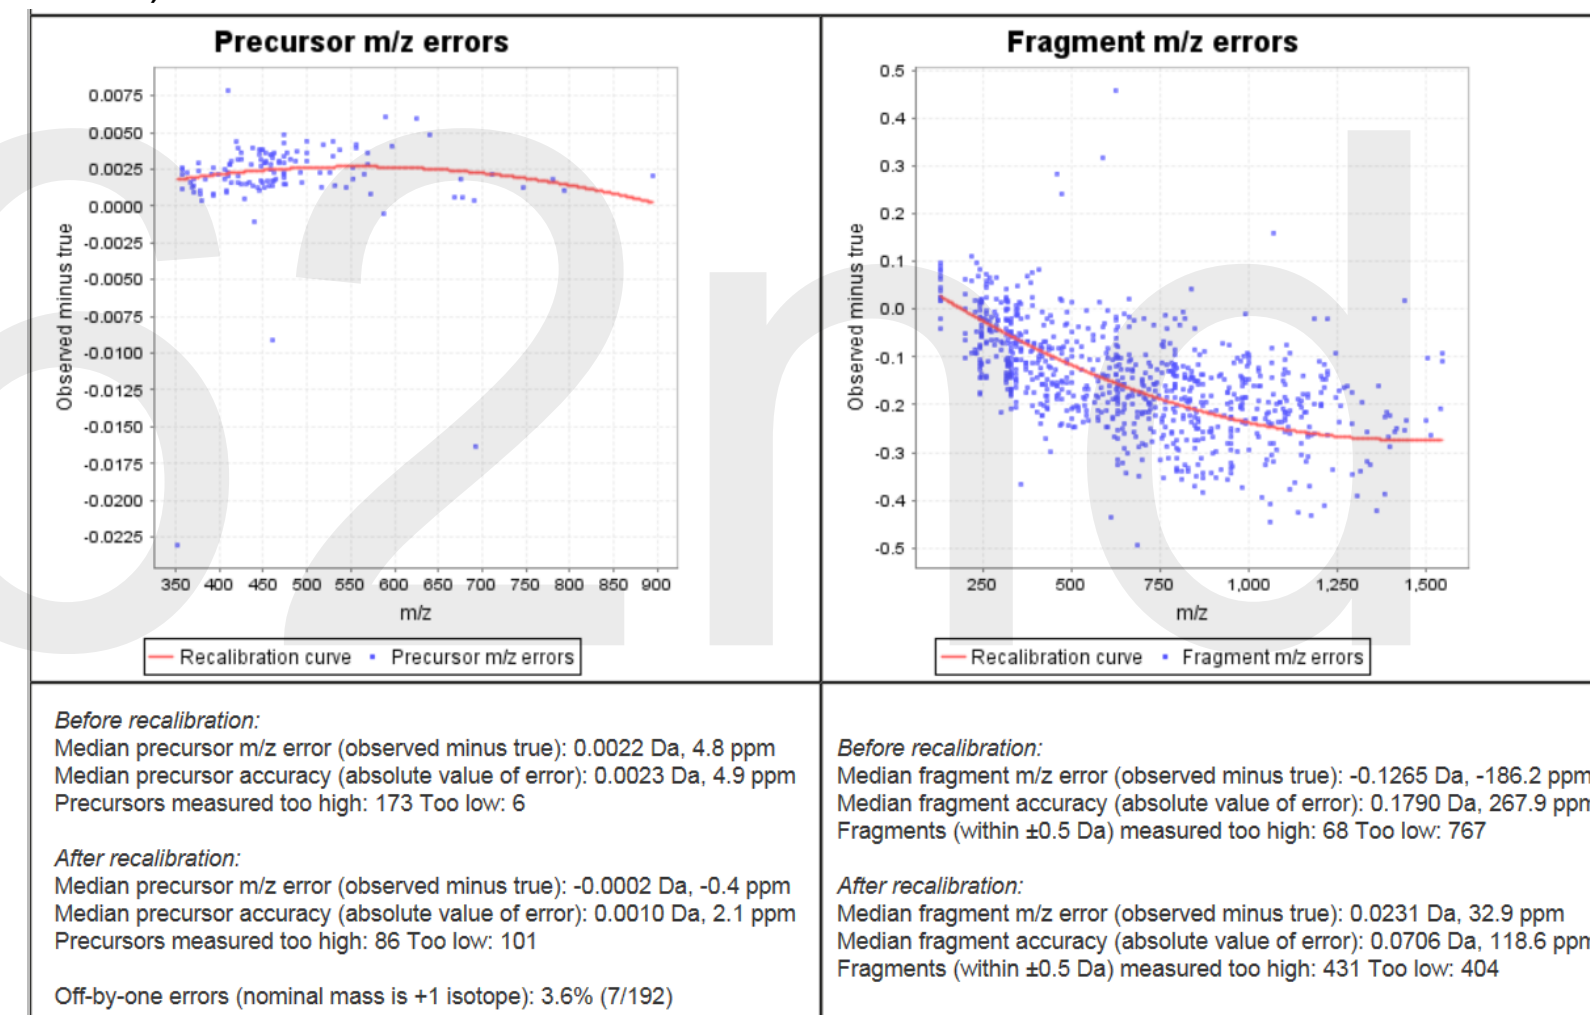 Precursor m/z errors
0.0075
0.0050
0.0025
0.0000
-0.0025
-0.0050
-0.0075
-0.0100
-0.0125
-0.0150
-0.0175
-0.0200
-0.0225
Observed minus true
350 400 450 500 550 600 650 700 750 800 850 900
m/z
Recalibration curve Precursor m/z errors
Fragment m/z errors
0.5
0.4
0.3
0.2
0.1
0.0
-0.1
-0.2
-0.3
-0.4
-0.5
Observed minus true
250 500 750 1,000 1,250 1,500
m/z
Recalibration curve Fragment m/z errors
Before recalibration:
Median precursor m/z error (observed minus true): 0.0022 Da, 4.8 ppm
Median precursor accuracy (absolute value of error): 0.0023 Da, 4.9 ppm
Precursors measured too high: 173 Too low: 6
After recalibration:
Median precursor m/z error (observed minus true): -0.0002 Da, -0.4 ppm
Median precursor accuracy (absolute value of error): 0.0010 Da, 2.1 ppm
Precursors measured too high: 86 Too low: 101
Off-by-one errors (nominal mass is +1 isotope): 3.6% (7/192)
Before recalibration:
Median fragment m/z error (observed minus true): -0.1265 Da, -186.2 ppm
Median fragment accuracy (absolute value of error): 0.1790 Da, 267.9 ppm
Fragments (within ±0.5 Da) measured too high: 68 Too low: 767
After recalibration:
Median fragment m/z error (observed minus true): 0.0231 Da, 32.9 ppm
Median fragment accuracy (absolute value of error): 0.0706 Da, 118.6 ppm
Fragments (within ±0.5 Da) measured too high: 431 Too low: 404